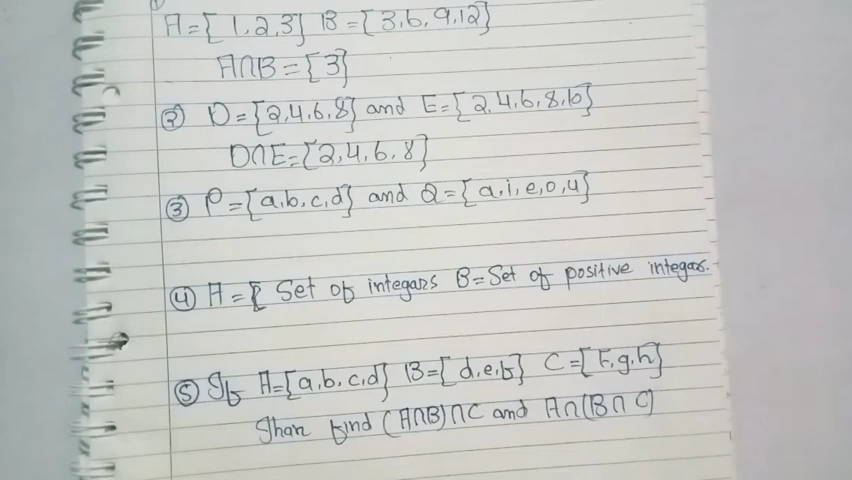 A = [1,2,3} B = [3,6,9,12}
A∩B = [3}
② D = [2,4,6,8} and E = [2,4,6,8,10}
D∩E = [2,4,6,8}
③ P = [a,b,c,d} and Q = [a,i,e,o,u}
④ A = Set of integars B = Set of positive integars.
⑤ If A = [a,b,c,d} B = [d,e,f} C = [f,g,h}
Than find (A∩B)∩C and A∩(B∩C)